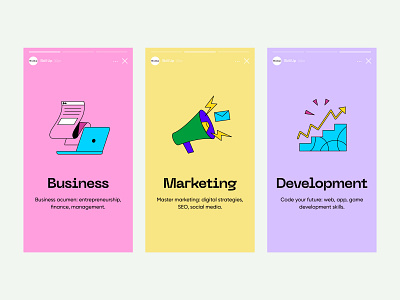 Business
Business acumen: entrepreneurship,
finance, management.
Marketing
Master marketing: digital strategies,
SEO, social media.
Development
Code your future: web, app, game
development skills.